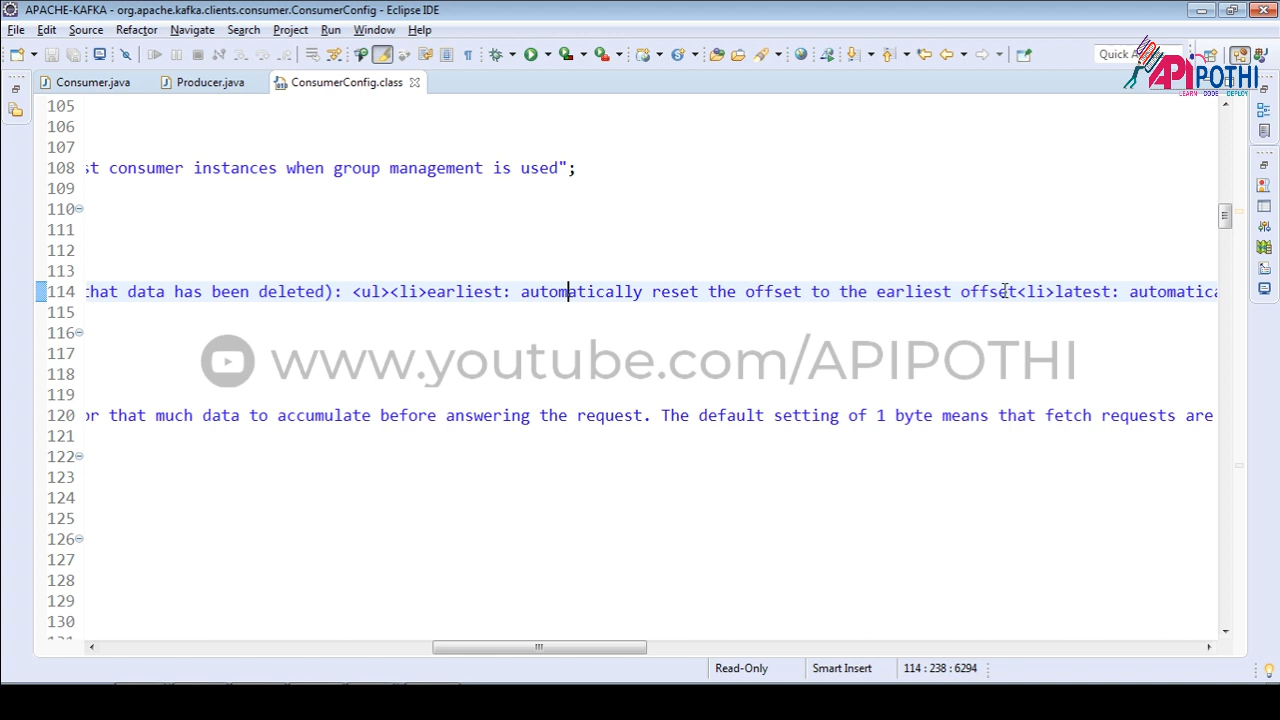 APACHE-KAFKA - org.apache.kafka.clients.consumer.ConsumerConfig - Eclipse IDE
File Edit Source Refactor Navigate Search Project Run Window Help
Quick A
APIPOTHI
LEARN CODE DEPLOY
Consumer.java Producer.java ConsumerConfig.class
105
106
107
108 st consumer instances when group management is used";
109
110
111
112
113
114 that data has been deleted): <ul><li>earliest: automatically reset the offset to the earliest offset<li>latest: automatica
115
116
www.youtube.com/APIPOTHI
117
118
119
120 or that much data to accumulate before answering the request. The default setting of 1 byte means that fetch requests are
121
122
123
124
125
126
127
128
129
130
131
Read-Only Smart Insert 114 : 238 : 6294